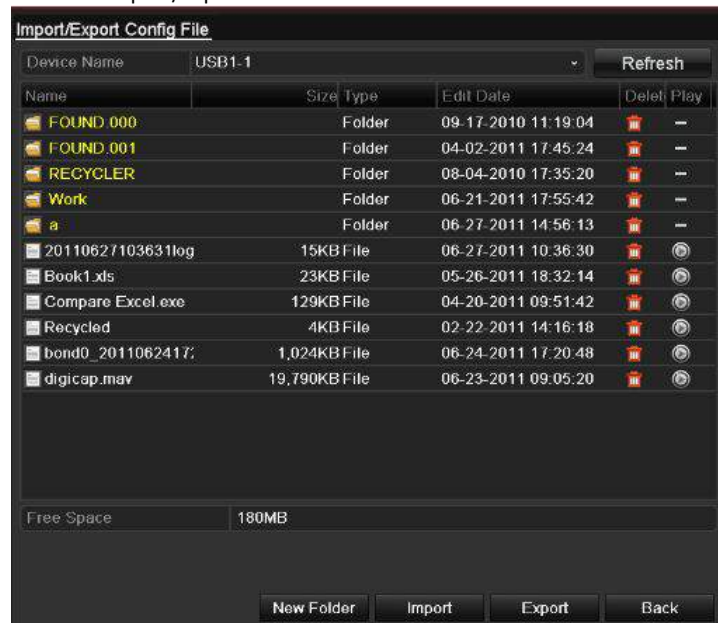 Import/Export Config File
Device Name USB1-1 Refresh
Name Size Type Edit Date Delet Play
FOUND.000 Folder 09-17-2010 11:19:04 –
FOUND.001 Folder 04-02-2011 17:45:24 –
RECYCLER Folder 08-04-2010 17:35:20 –
Work Folder 06-21-2011 17:55:42 –
a Folder 06-27-2011 14:56:13 –
20110627103631log 15KB File 06-27-2011 10:36:30
Book1.xls 23KB File 05-26-2011 18:32:14
Compare Excel.exe 129KB File 04-20-2011 09:51:42
Recycled 4KB File 02-22-2011 14:16:18
bond0_2011062417 1,024KB File 06-24-2011 17:20:48
digicap.mav 19,790KB File 06-23-2011 09:05:20
Free Space 180MB
New Folder Import Export Back